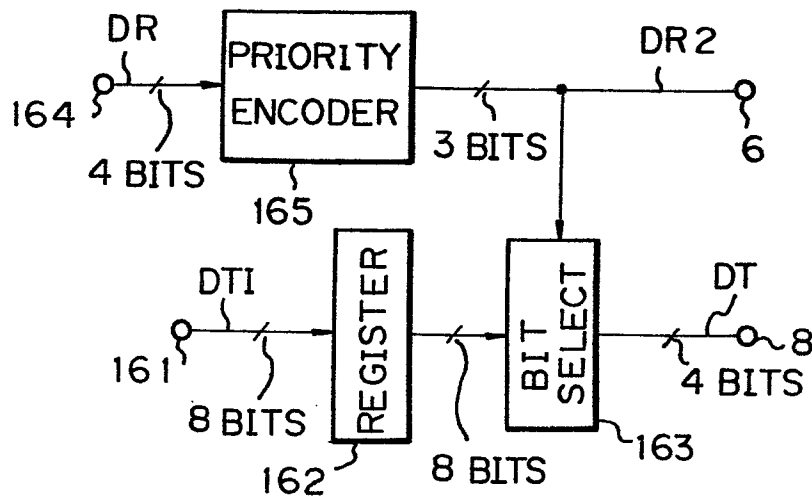 DR
PRIORITY
ENCODER
DR2
164
4 BITS
3 BITS
6
165
DTI
REGISTER
BIT
SELECT
DT
161
8 BITS
8 BITS
8
4 BITS
162
163